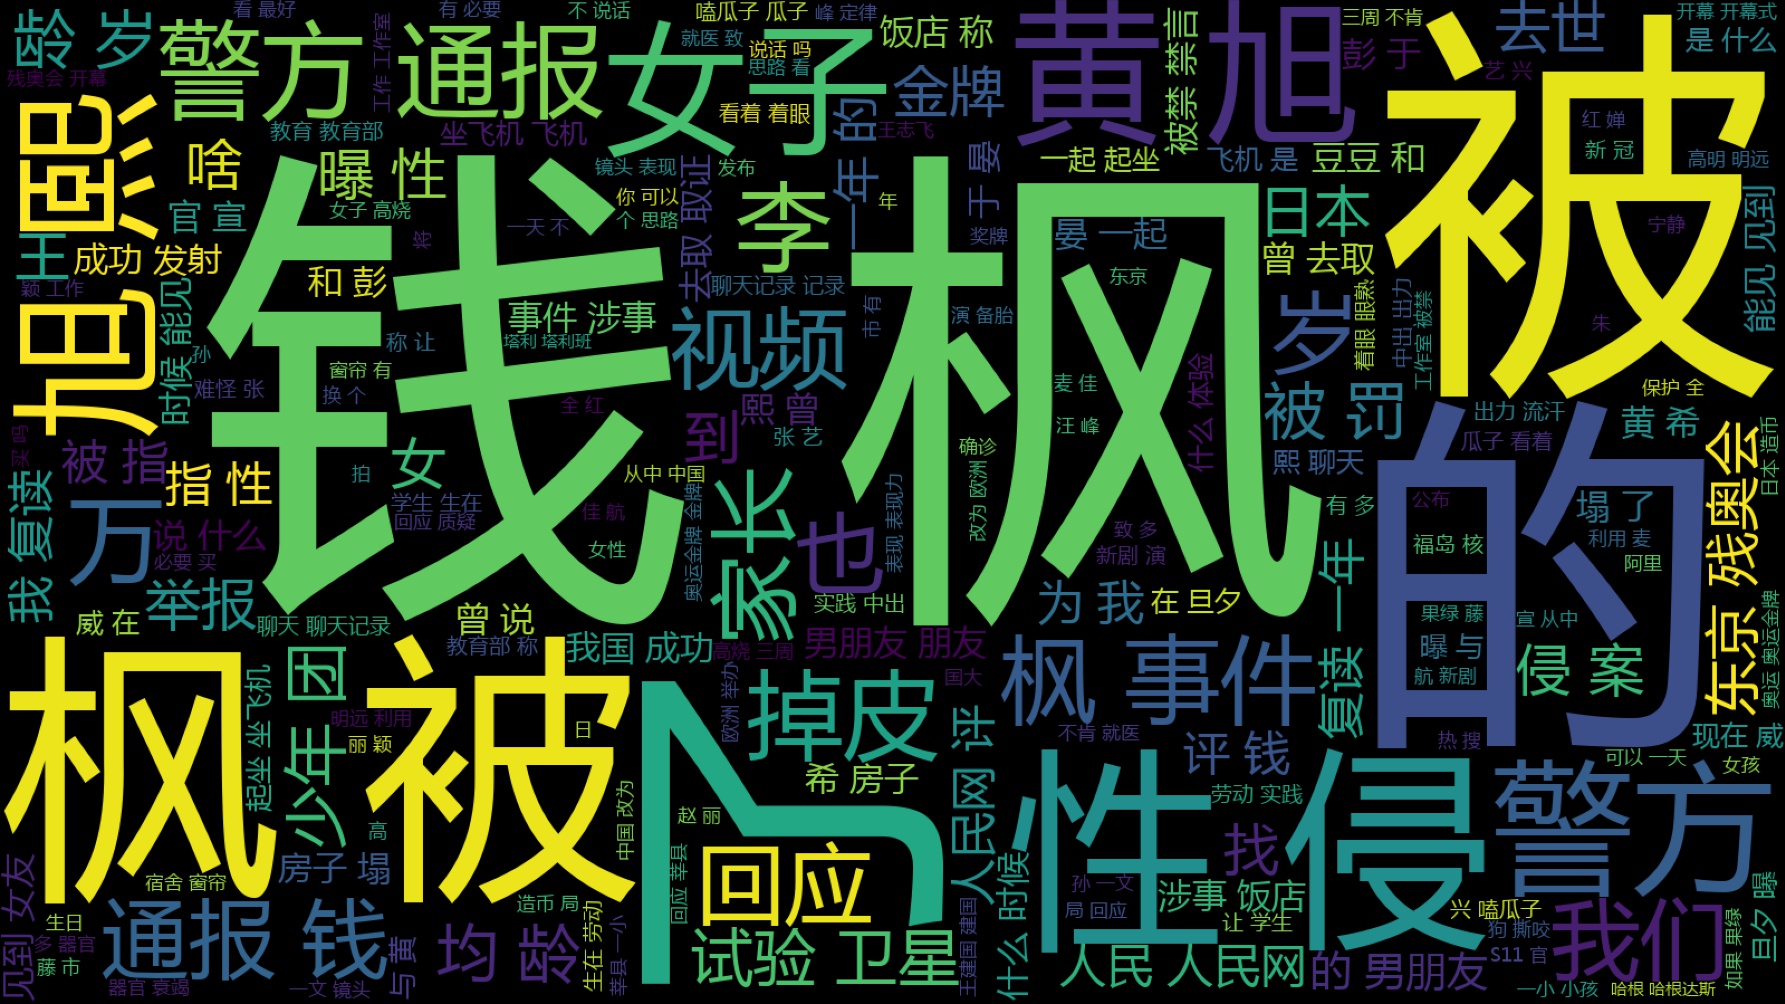 看 最好
有 必要
不 说话
嗑瓜子 瓜子
峰 定律
三周 不肯
开幕 开幕式
龄 岁
警方 通报
女子
饭店 称
黄 旭
去世
是 什么
就医 致
说话 吗
思路 看
彭 于
艺 兴
残奥会 开幕
工作 工作室
被禁 禁言
旭 熙
金牌
看着 着眼
的
一年
王志飞
被
红 婵
新 冠
高明 明远
教育 教育部
坐飞机 飞机
啥
曝 性
镜头 表现
发布
一起 起坐
飞机 是
豆豆 和
官 宣
女子 高烧
你 可以
个 思路
去取 取证
李
年
于 晏
日本
宁静
能见 见到
王
成功 发射
将
一天 不
奖牌
晏 一起
曾 去取
颖 工作
和 彭
聊天记录 记录
东京
时候 能见
钱 枫
事件 涉事
塔利 塔利班
视频
市 有
演 备胎
岁
着眼 眼熟
中出 出力
工作室 被禁
朱
孙
称 让
窗帘 有
难怪 张
换 个
全 红
熙 曾
麦 佳
什么 体验
保护 全
被 罚
到
张 艺
汪 峰
出力 流汗
瓜子 看着
黄 希
买 吗
被 指
指 性
女
拍
从中 中国
确诊
熙 聊天
的
东京 残奥会
日本 造币
我 复读
万
说 什么
必要 买
学生 生在
回应 质疑
佳 航
奥运会金牌 金牌
家长
也
表现 表现力
改为 欧洲
致 多
新剧 演
有 多
公布
塌 了
利用 麦
女性
福岛 核
阿里
威 在
举报
聊天 聊天记录
曾 说
实践 中出
为 我
在 旦夕
复读 一年
果绿 藤
宣 从中
曝 与
航 新剧
侵 案
奥运 奥运金牌
枫 被
少年 团
教育部 称
我国 成功
高烧 三周
男朋友 朋友
国大
枫 事件
起坐 坐飞机
明远 利用
丽 颖
日
掉皮
欧洲 举办
人民网 评
不肯 就医
评 钱
热 搜
现在 威
可以 一天
女孩
高
中国 改为
赵 丽
希 房子
性 侵
劳动 实践
警方
房子 塌
宿舍 窗帘
回应 莘县
回应
什么 时候
孙 一文
局 回应
找
涉事 饭店
让 学生
兴 嗑瓜子
旦夕 曝
见到 女友
生日
多 器官
藤 市
通报 钱
器官 衰竭
一文 镜头
与 黄
均 龄
造币 局
生在 劳动
莘县 一小
试验 卫星
王建国 建国
人民 人民网
的 男朋友
狗 撕咬
S11 官
我们
一小 小孩
如果 果绿
哈根 哈根达斯